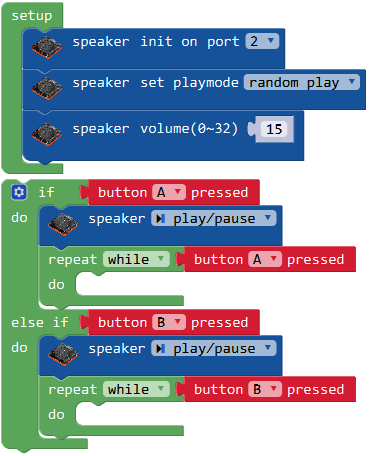 setup
speaker init on port 2
speaker set playmode random play
speaker volume(0~32) 15
if button A pressed
do speaker play/pause
repeat while button A pressed
do
else if button B pressed
do speaker play/pause
repeat while button B pressed
do